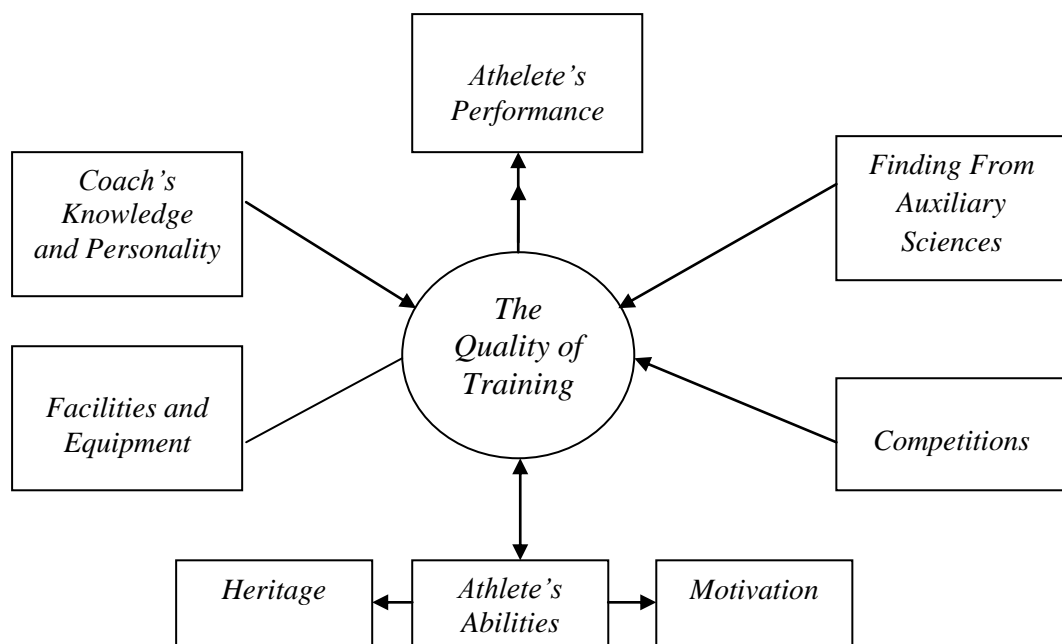 Athelete’s
Performance
Coach’s
Knowledge
and Personality
Finding From
Auxiliary
Sciences
The
Quality of
Training
Facilities and
Equipment
Competitions
Heritage
Athlete’s
Abilities
Motivation